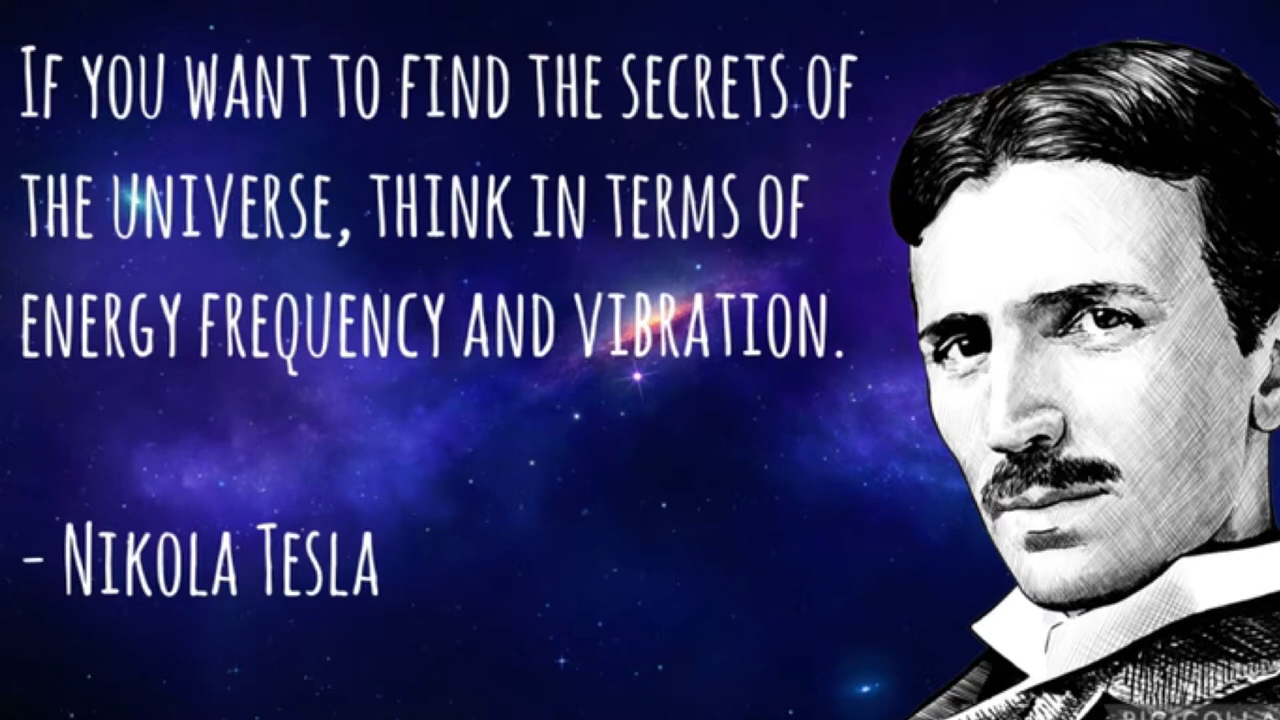 If you want to find the secrets of
the universe, think in terms of
energy frequency and vibration.
- Nikola Tesla